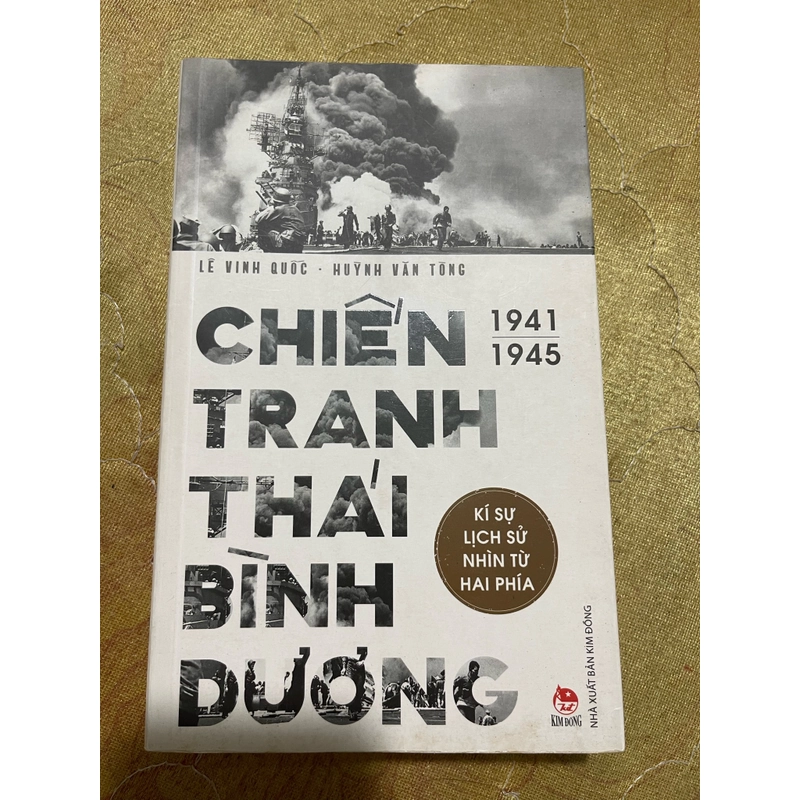 LÊ VINH QUỐC · HUỲNH VĂN TÒNG
CHIẾN
1941
1945
TRANH
THÁI
BÌNH
DƯƠNG
KÍ SỰ
LỊCH SỬ
NHÌN TỪ
HAI PHÍA
KIM ĐỒNG
NHÀ XUẤT BẢN KIM ĐỒNG